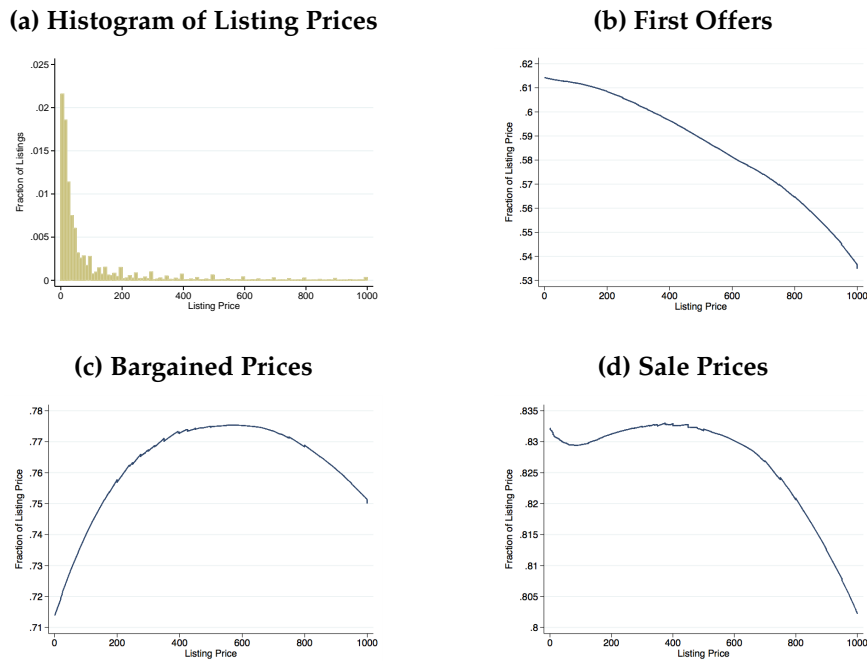 (a) Histogram of Listing Prices
.025
.02
.015
.01
.005
0
Fraction of Listings
0 200 400 600 800 1000
Listing Price
(b) First Offers
.62
.61
.6
.59
.58
.57
.56
.55
.54
.53
Fraction of Listing Price
0 200 400 600 800 1000
Listing Price
(c) Bargained Prices
.78
.77
.76
.75
.74
.73
.72
.71
Fraction of Listing Price
0 200 400 600 800 1000
Listing Price
(d) Sale Prices
.835
.83
.825
.82
.815
.81
.805
.8
Fraction of Listing Price
0 200 400 600 800 1000
Listing Price